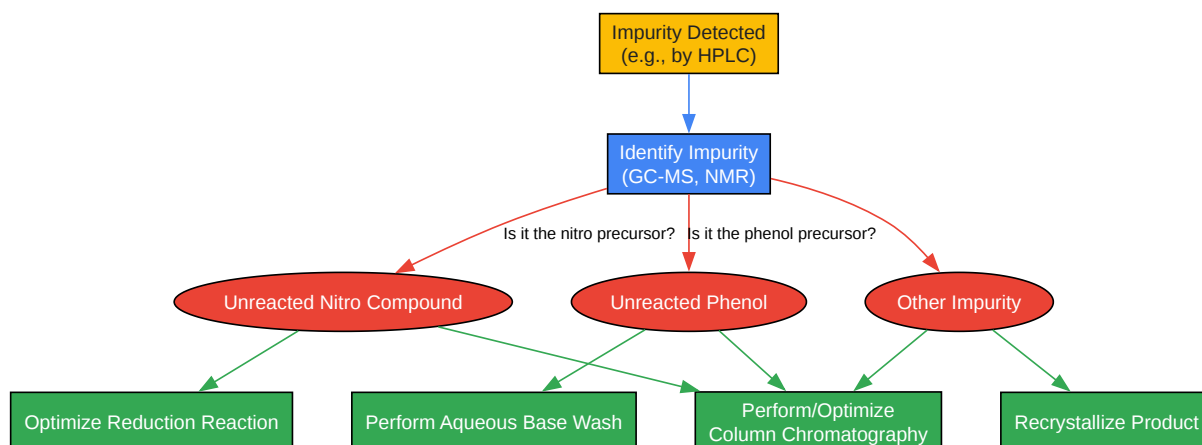 Impurity Detected
(e.g., by HPLC)
Identify Impurity
(GC-MS, NMR)
Is it the nitro precursor?
Is it the phenol precursor?
Unreacted Nitro Compound
Unreacted Phenol
Other Impurity
Optimize Reduction Reaction
Perform Aqueous Base Wash
Perform/Optimize
Column Chromatography
Recrystallize Product